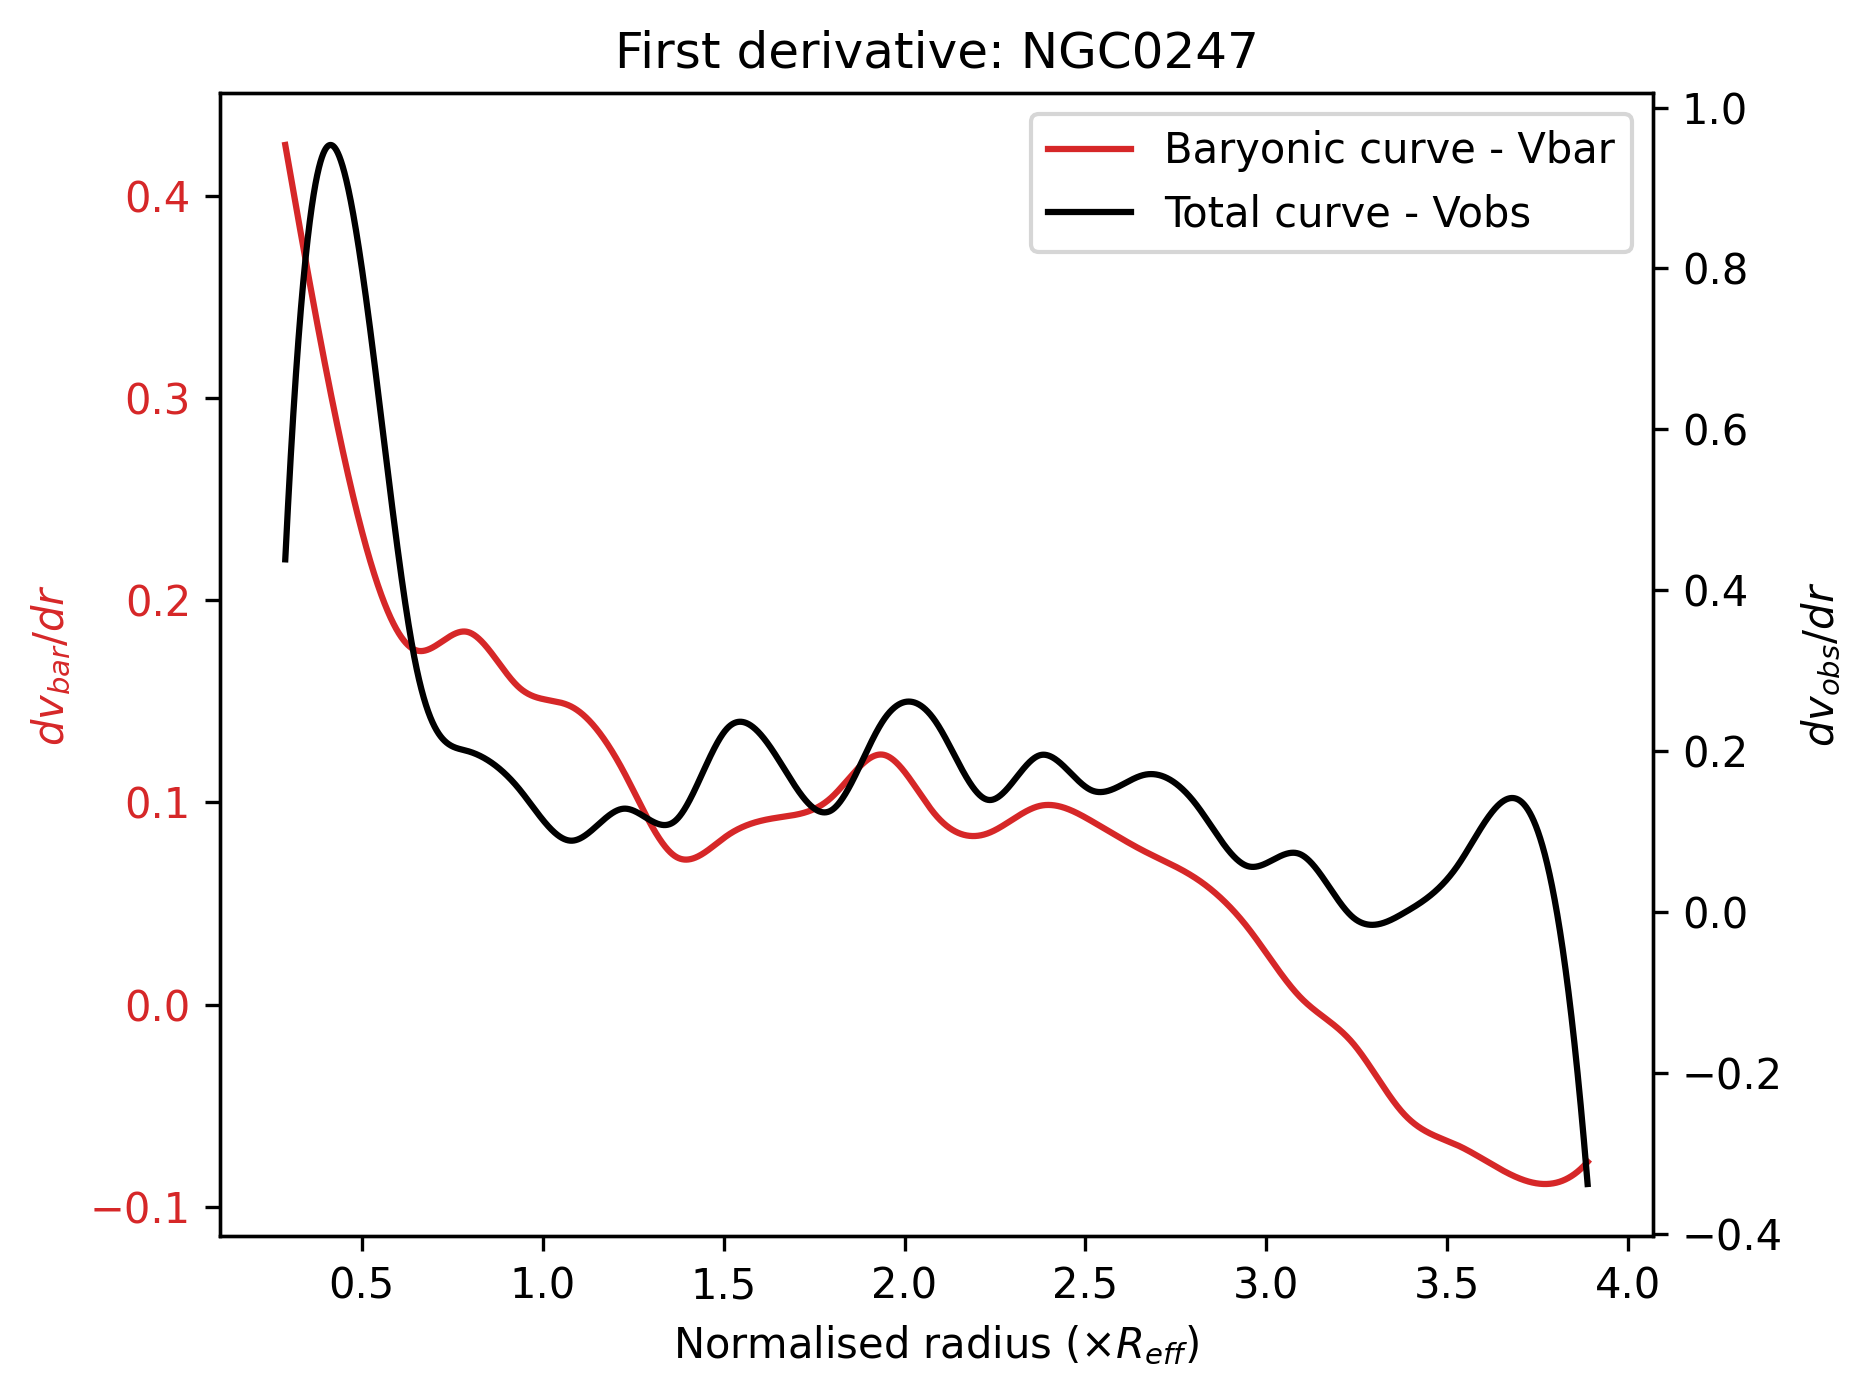 First derivative: NGC0247
Baryonic curve - Vbar
Total curve - Vobs
0.4
0.3
0.2
0.1
0.0
−0.1
dv_bar/dr
1.0
0.8
0.6
0.4
0.2
0.0
−0.2
−0.4
dv_obs/dr
0.5 1.0 1.5 2.0 2.5 3.0 3.5 4.0
Normalised radius (×R_eff)